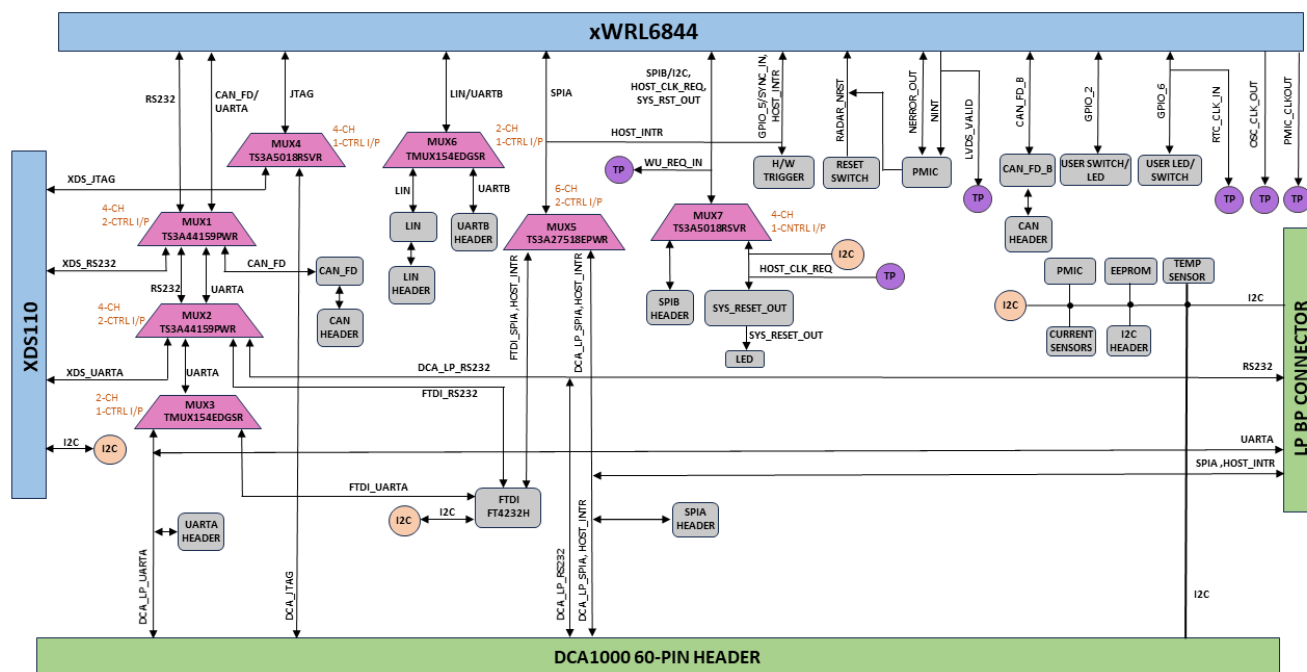 xWRL6844
RS232
CAN_FD/
UARTA
JTAG
LIN/UARTB
SPIA
SPIB/I2C,
HOST_CLK_REQ,
SYS_RST_OUT
GPIO_5/SYNC_IN,
HOST_INTR
RADAR_NRST
NERROR_OUT
NINT
LVDS_VALID
CAN_FD_B
GPIO_2
GPIO_6
RTC_CLK_IN
OSC_CLK_OUT
PMIC_CLKOUT
4-CH
1-CTRL I/P
MUX4
TS3A5018RSVR
MUX6
TMUX154EDGSR
2-CH
1-CTRL I/P
HOST_INTR
WU_REQ_IN
TP
H/W
TRIGGER
RESET
SWITCH
PMIC
CAN_FD_B
USER SWITCH/
LED
USER LED/
SWITCH
TP
TP
TP
TP
XDS110
XDS_JTAG
4-CH
2-CTRL I/P
MUX1
TS3A44159PWR
LIN
UARTB
LIN
UARTB
HEADER
6-CH
2-CTRL I/P
MUX5
TS3A27518EPWR
MUX7
TS3A5018RSVR
4-CH
1-CNTRL I/P
CAN
HEADER
XDS_RS232
RS232
UARTA
CAN_FD
CAN_FD
LIN
HEADER
CAN
HEADER
FTDI_SPIA ,HOST_INTR
DCA_LP_SPIA,HOST_INTR
I2C
HOST_CLK_REQ
TP
SPIB
HEADER
SYS_RESET_OUT
SYS_RESET_OUT
LED
PMIC
EEPROM
TEMP
SENSOR
I2C
I2C
CURRENT
SENSORS
I2C
HEADER
LP BP CONNECTOR
4-CH
2-CTRL I/P
MUX2
TS3A44159PWR
XDS_UARTA
UARTA
DCA_LP_RS232
RS232
FTDI_RS232
2-CH
1-CTRL I/P
MUX3
TMUX154EDGSR
I2C
I2C
UARTA
SPIA ,HOST_INTR
FTDI_UARTA
FTDI
FT4232H
I2C
I2C
UARTA
HEADER
SPIA
HEADER
DCA_LP_UARTA
DCA_JTAG
DCA_LP_RS232
DCA_LP_SPIA, HOST_INTR
I2C
DCA1000 60-PIN HEADER